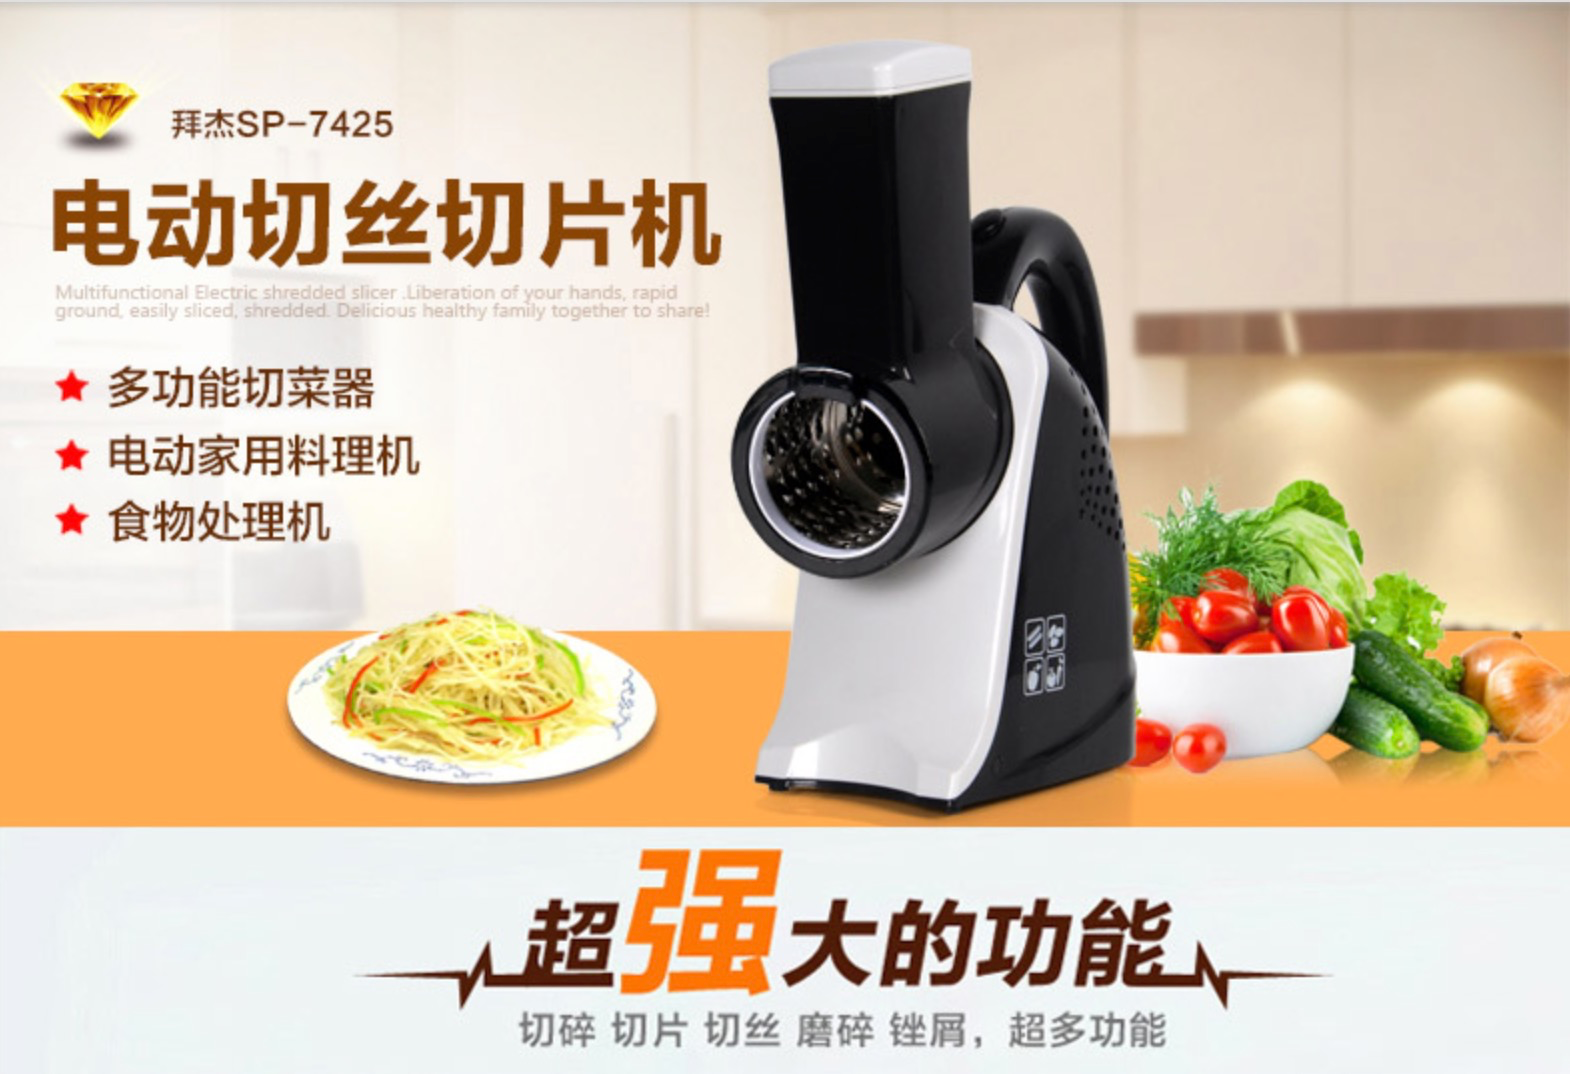 拜杰SP-7425
电动切丝切片机
Multifunctional Electric shredded slicer .Liberation of your hands, rapid
ground, easily sliced, shredded. Delicious healthy family together to share!
多功能切菜器
电动家用料理机
食物处理机
超强大的功能
切碎 切片 切丝 磨碎 锉屑，超多功能